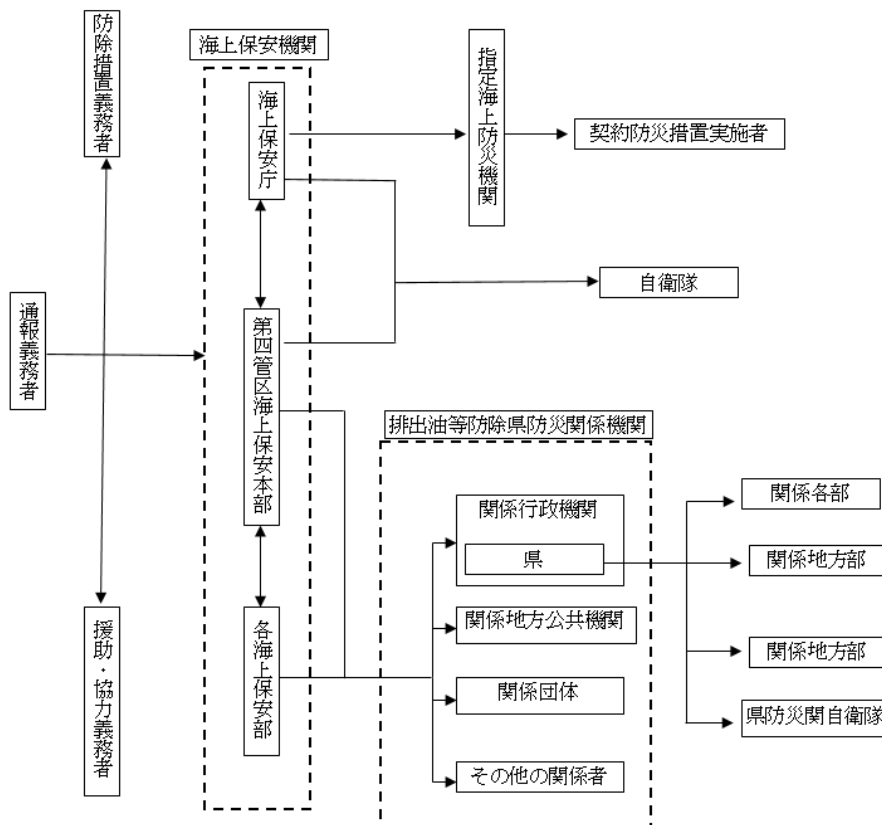 防除措置義務者
海上保安機関
海上保安庁
指定海上防災機関
契約防災措置実施者
自衛隊
通報義務者
第四管区海上保安本部
排出油等防除県防災関係機関
関係行政機関
県
関係各部
関係地方部
関係地方公共機関
援助・協力義務者
各海上保安部
関係団体
関係地方部
県防災関自衛隊
その他の関係者